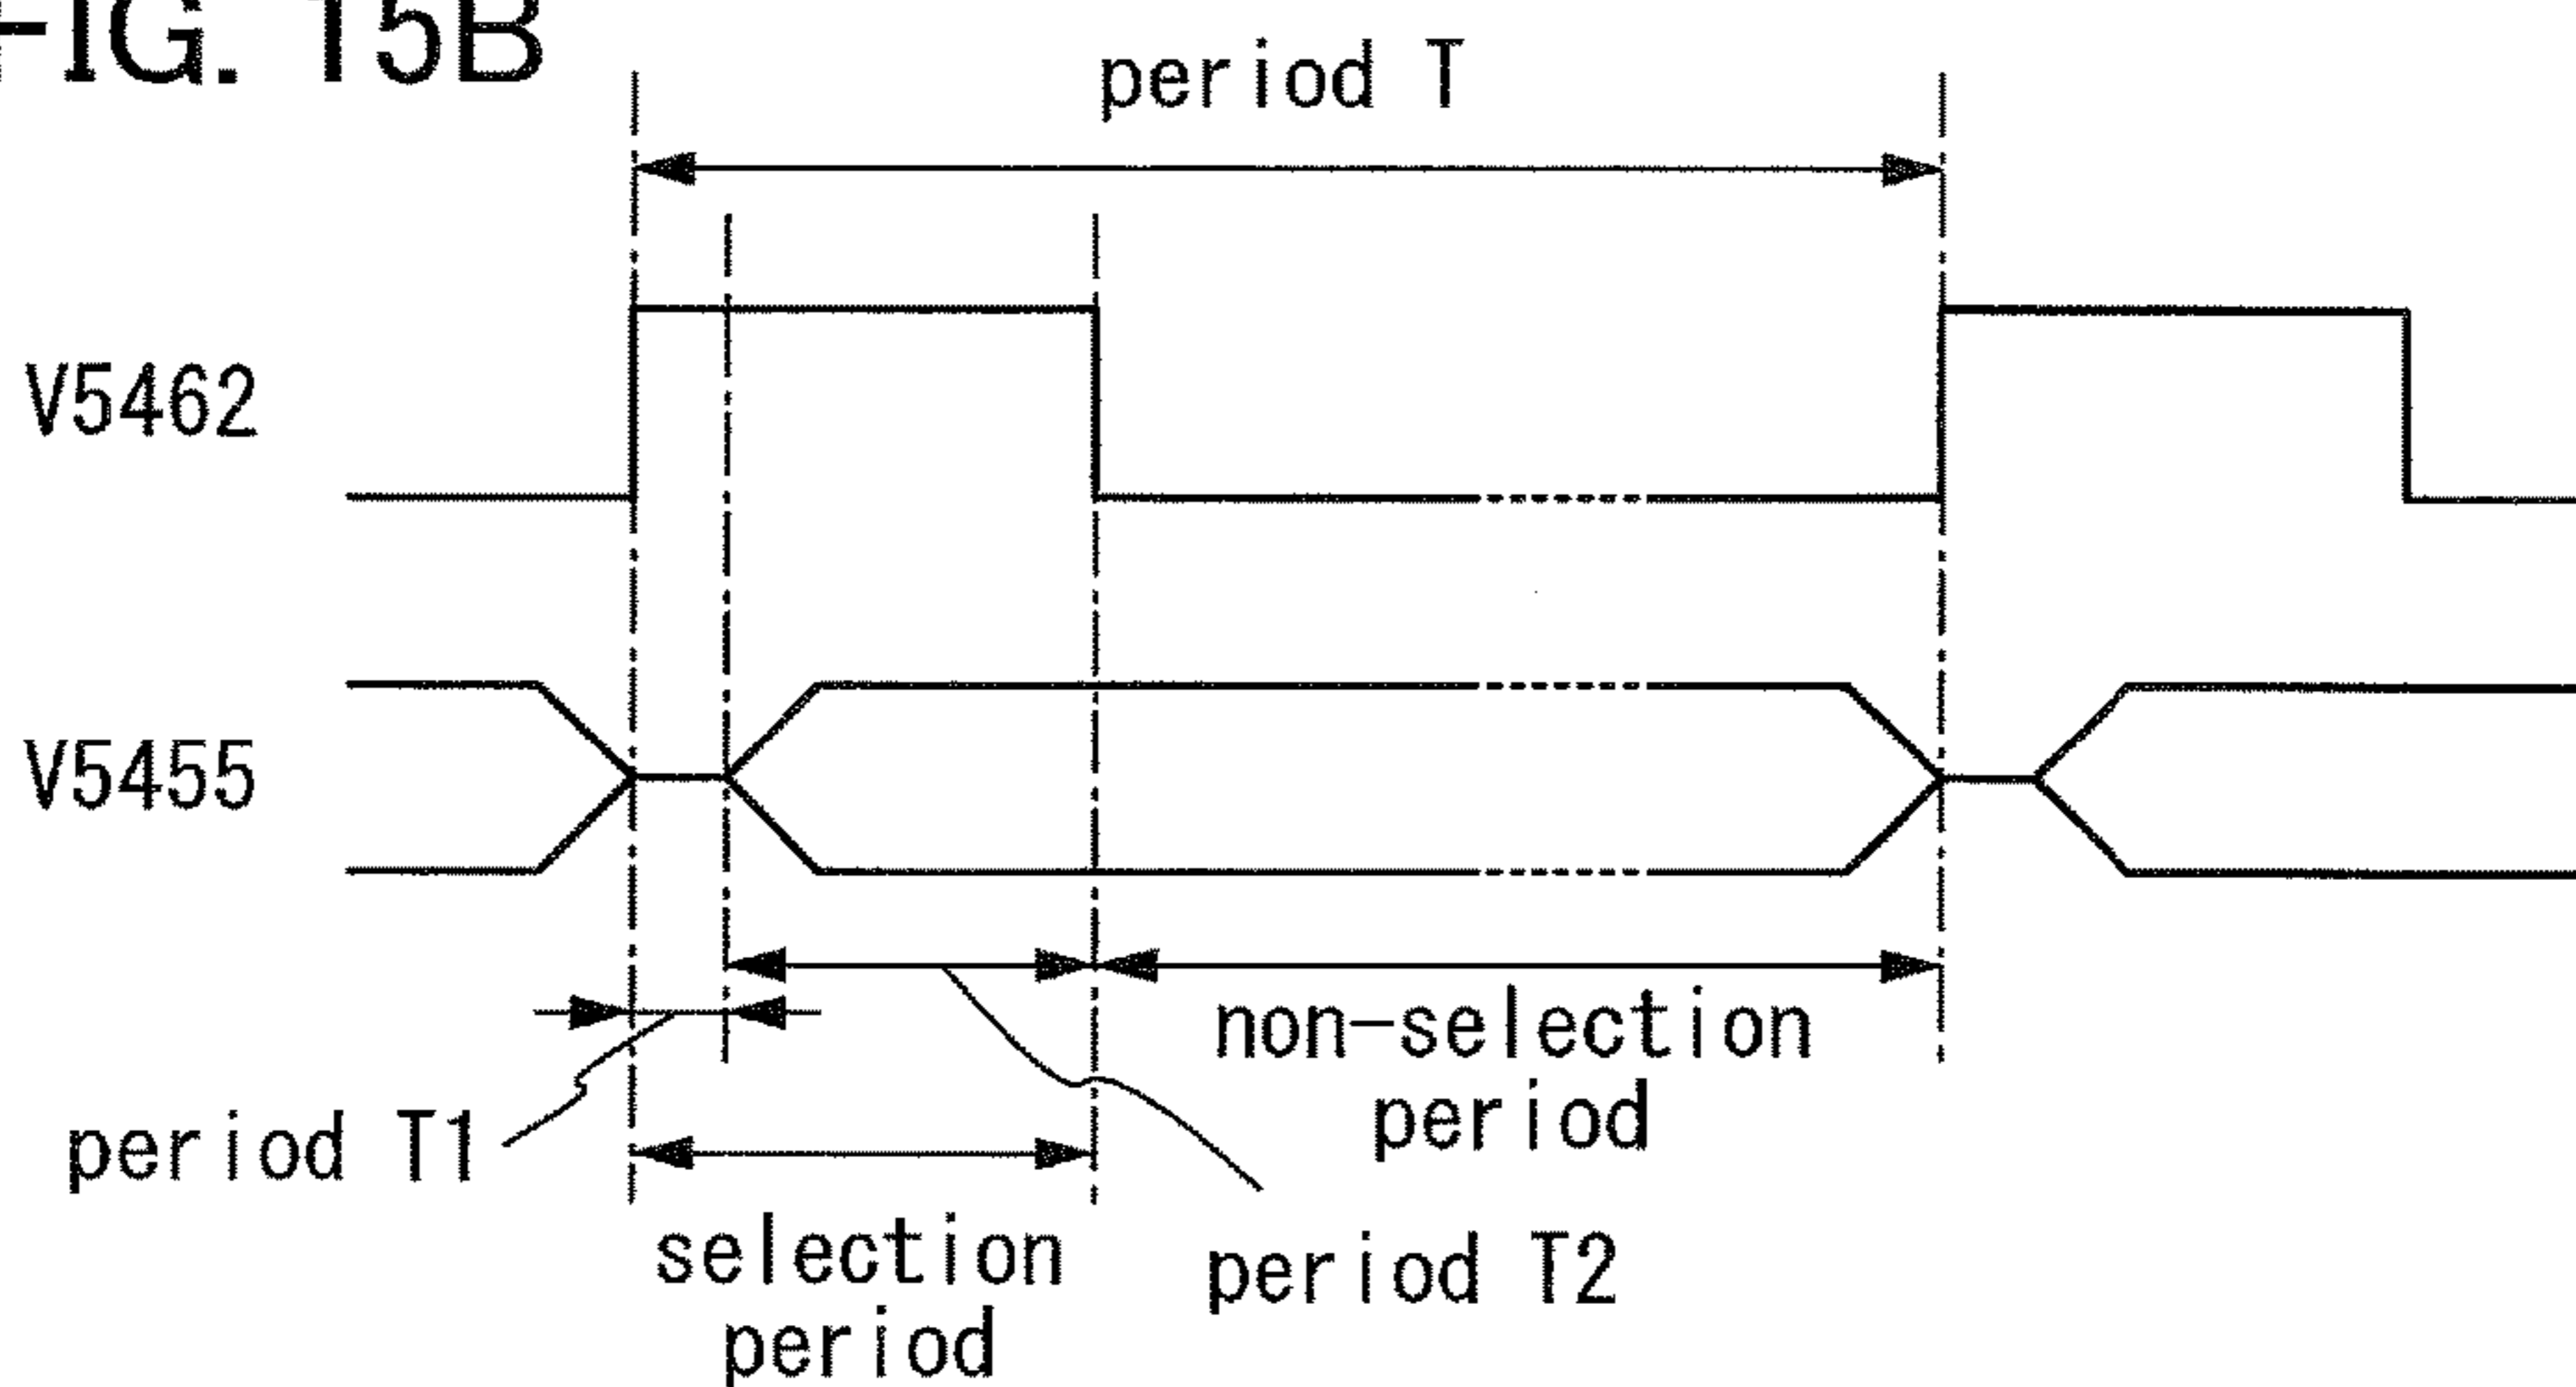 FIG. 15B
period T
V5462
V5455
non-selection
period
period T1
selection
period
period T2